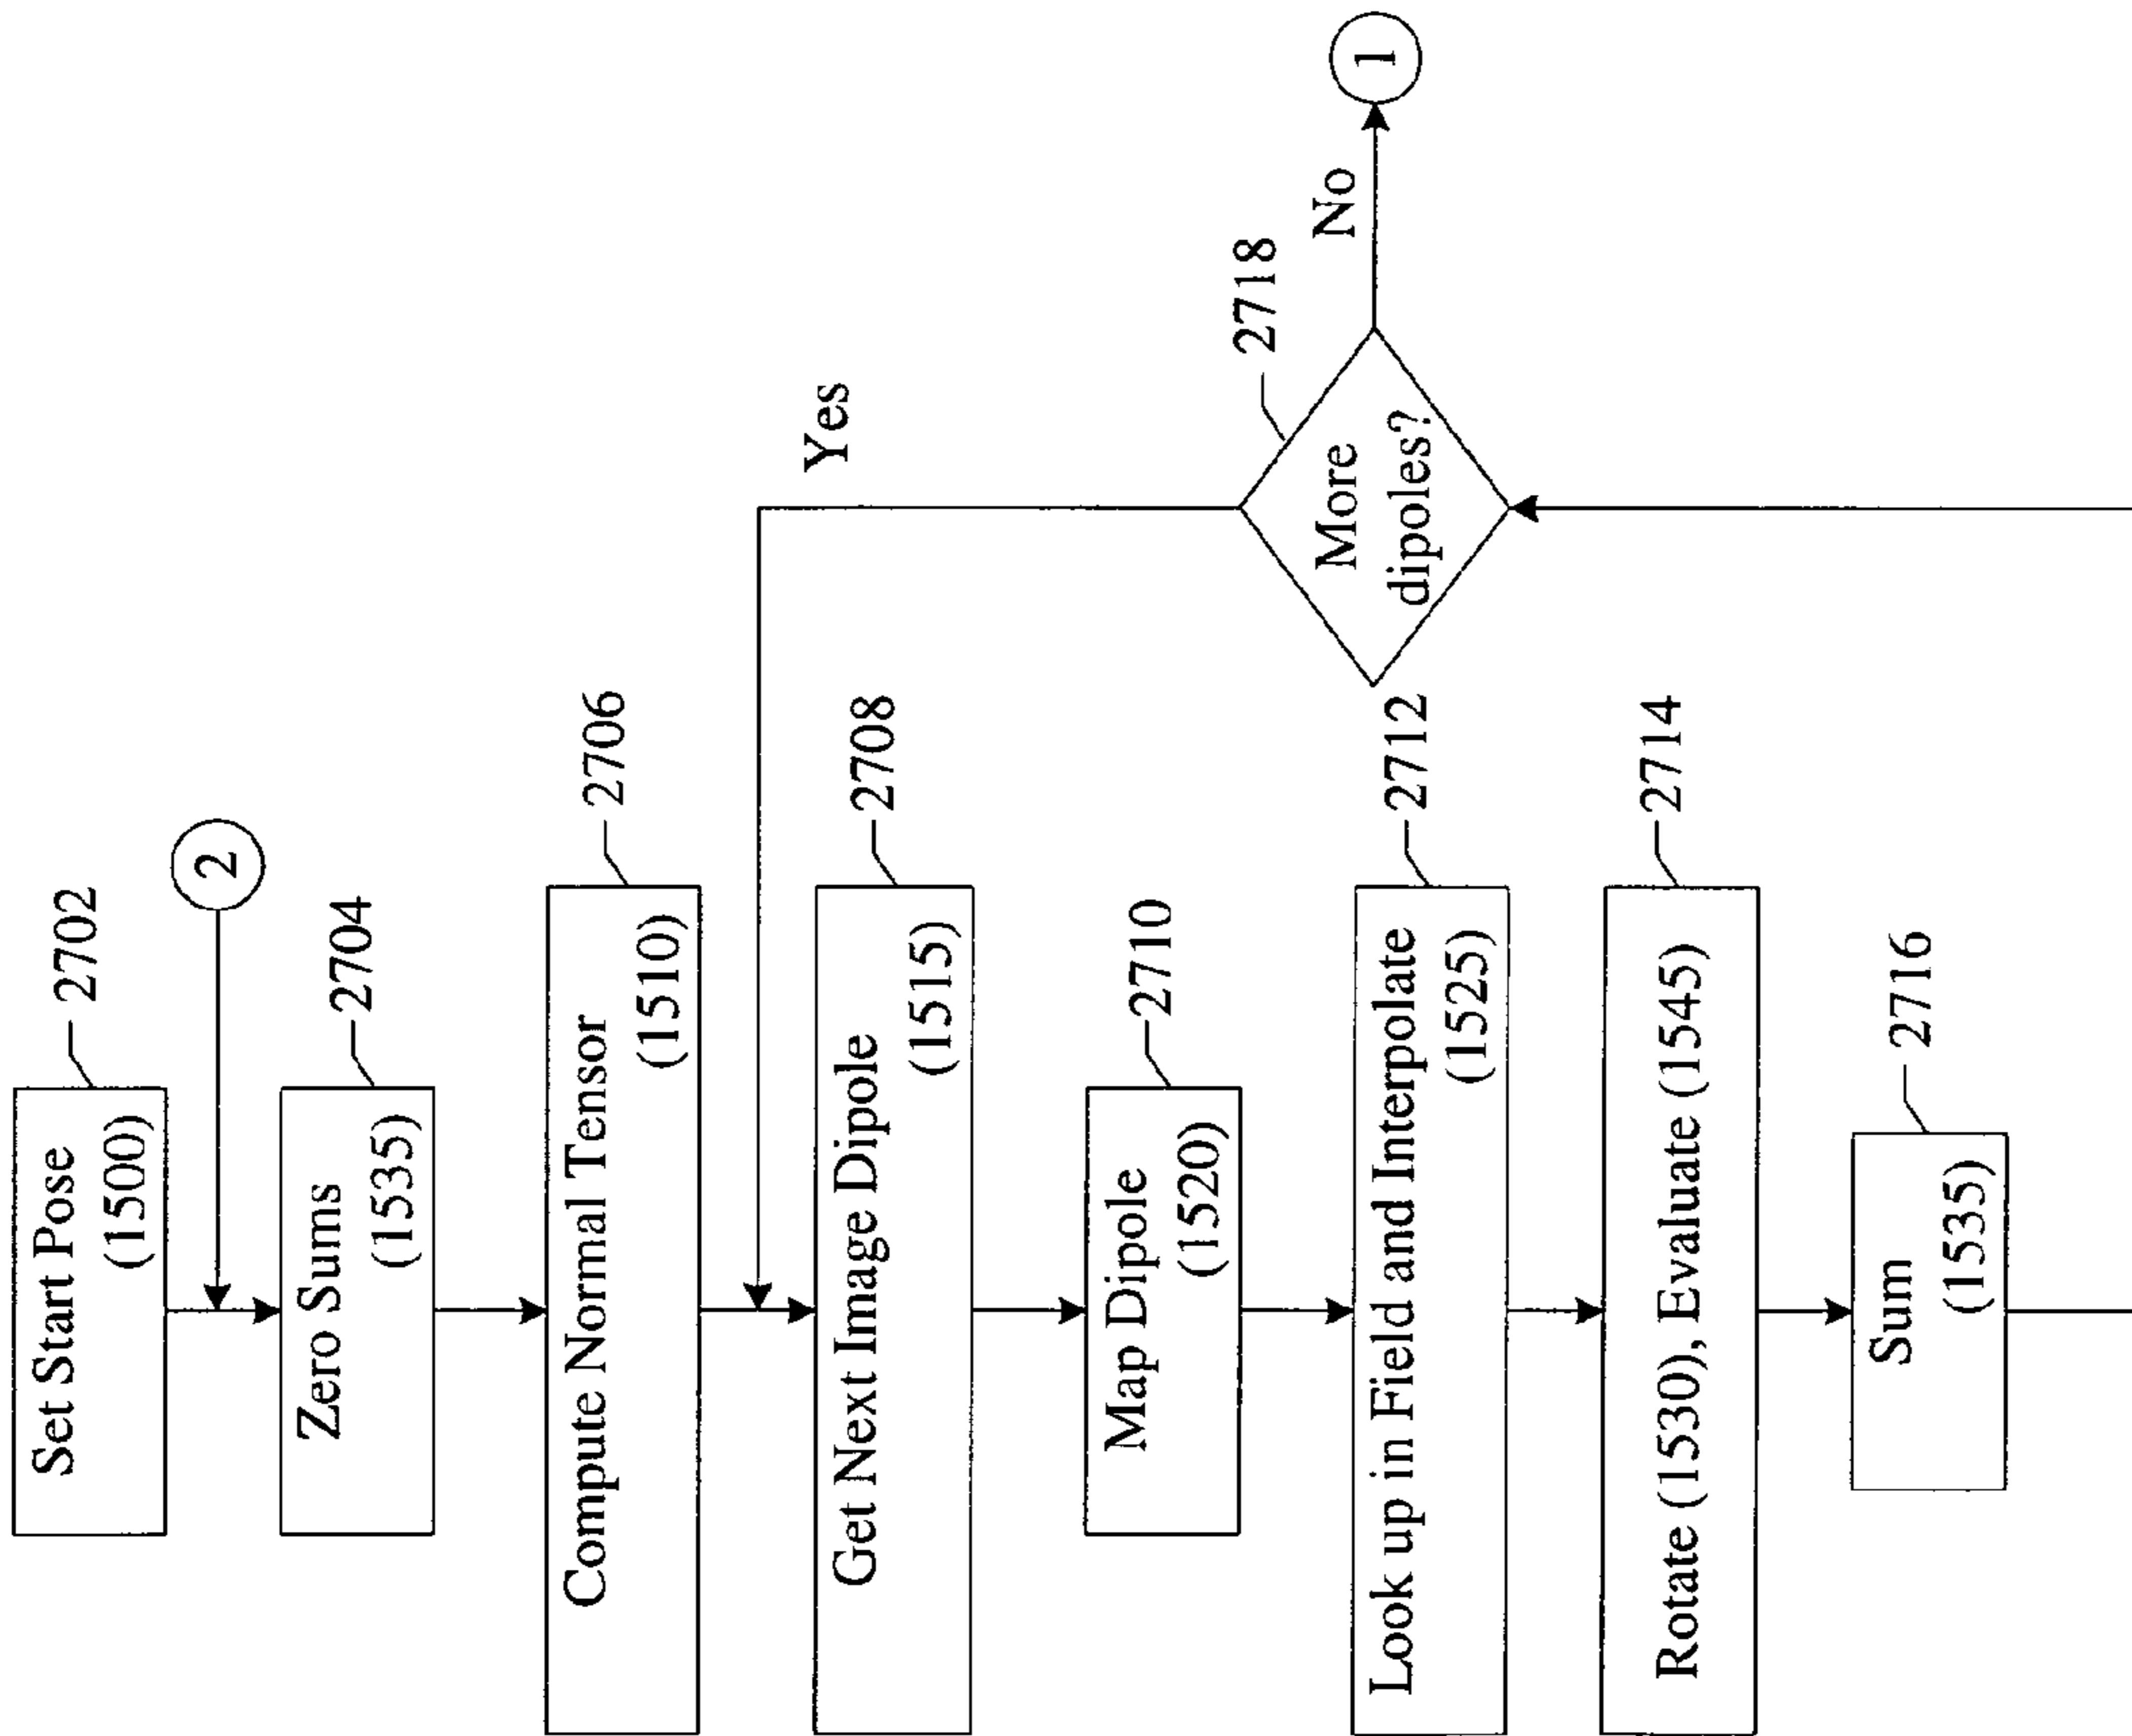 Set Start Pose
(1500)
2702
2
Zero Sums
(1535)
2704
Compute Normal Tensor
(1510)
2706
Yes
Get Next Image Dipole
(1515)
2708
Map Dipole
(1520)
2710
Look up in Field and Interpolate
(1525)
2712
Rotate (1530), Evaluate (1545)
2714
Sum
(1535)
2716
More
dipoles?
2718
No
1